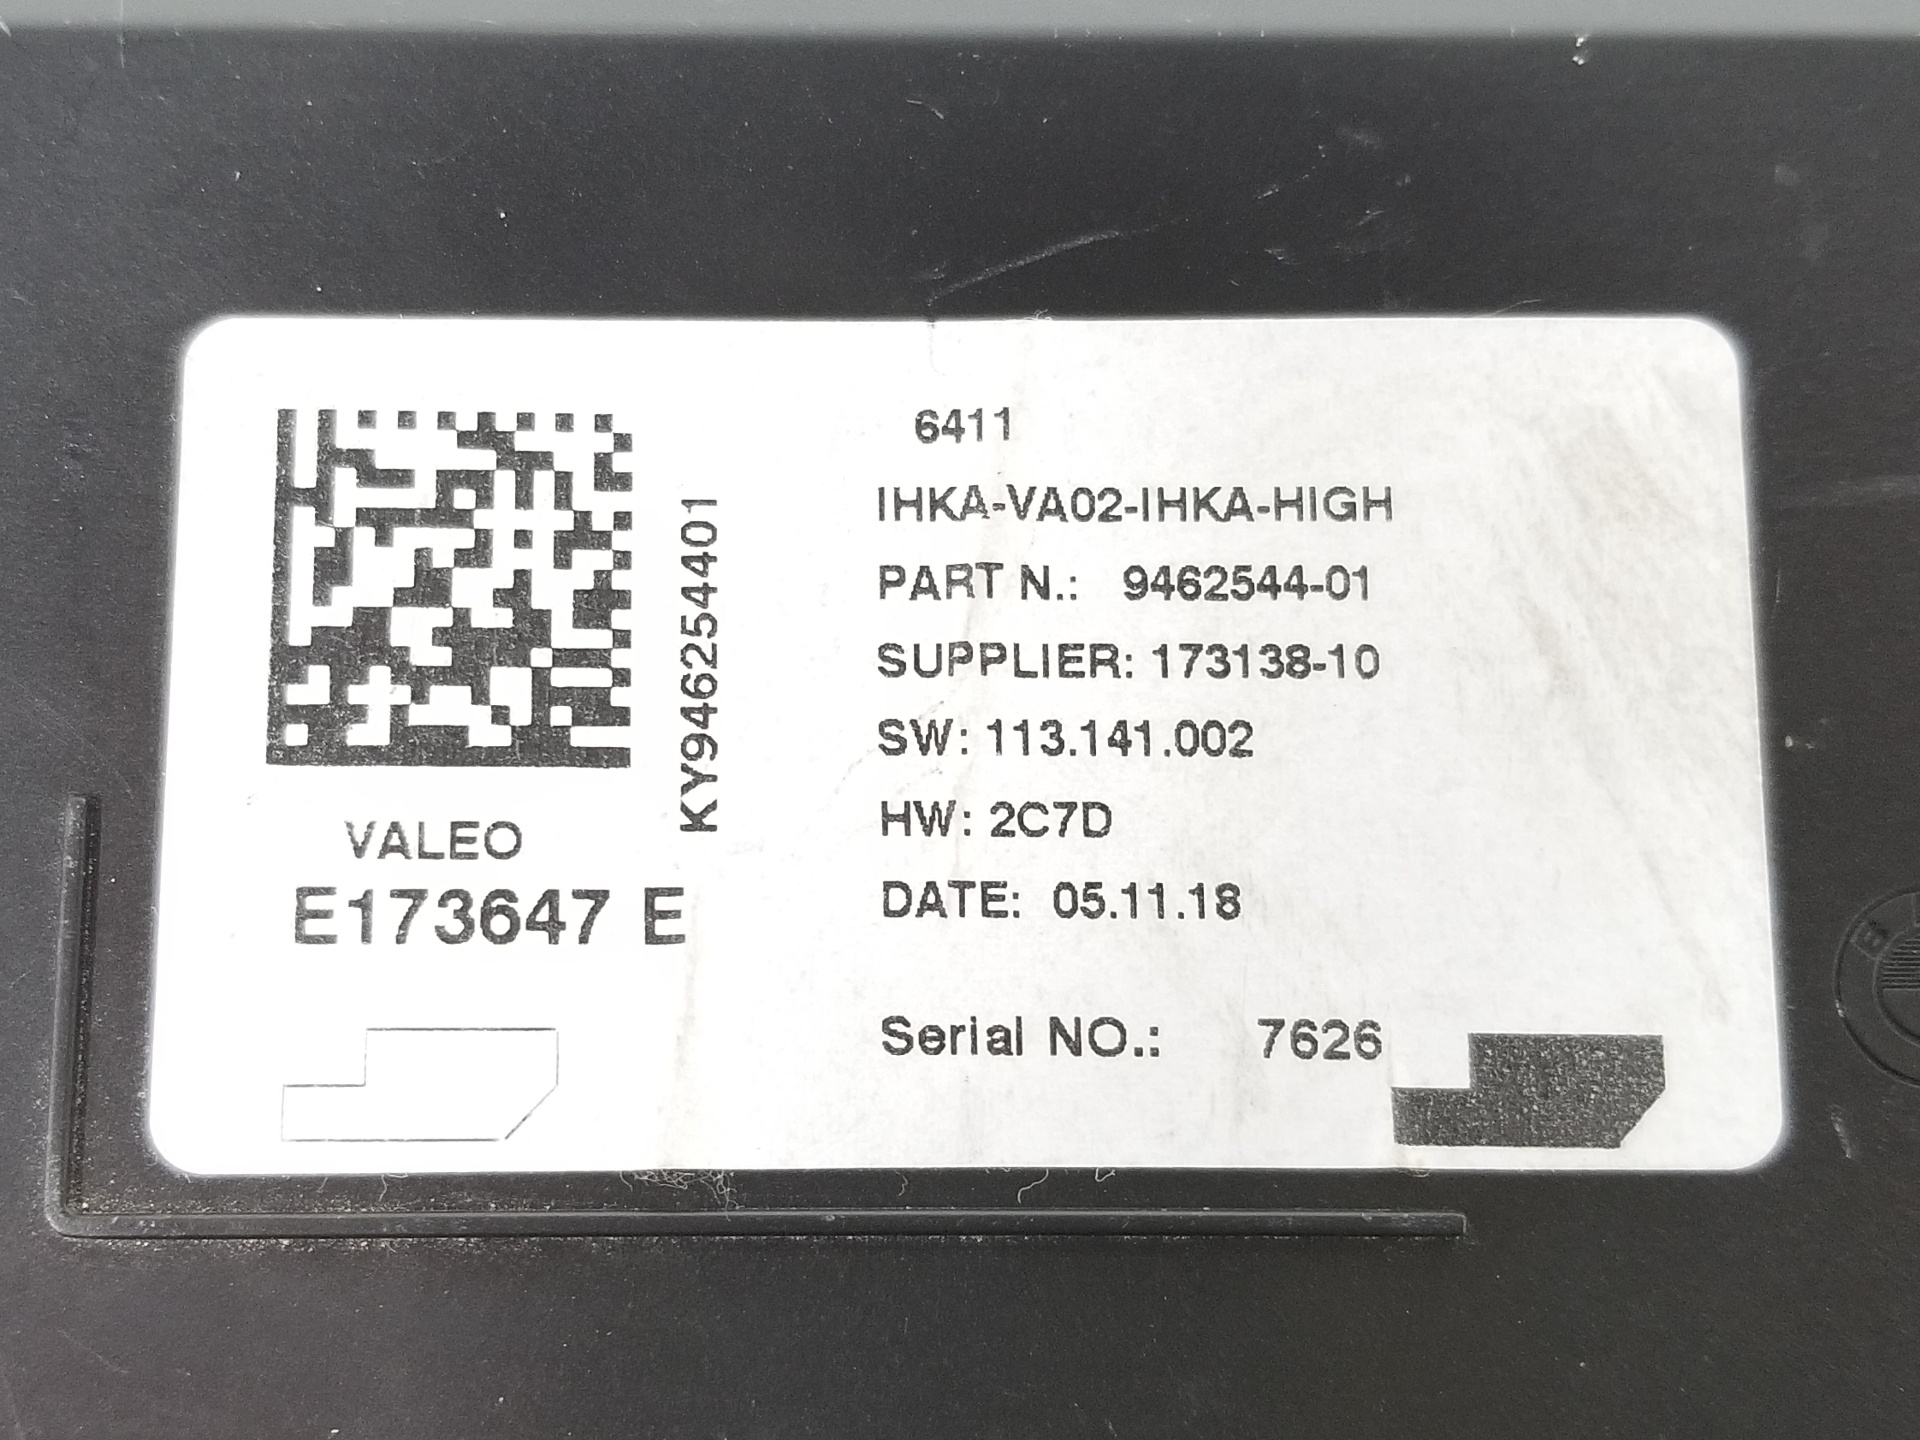 6411
IHKA-VA02-IHKA-HIGH
PART N.: 9462544-01
SUPPLIER: 173138-10
SW: 113.141.002
HW: 2C7D
DATE: 05.11.18
Serial NO.: 7626
KY946254401
VALEO
E173647 E
B